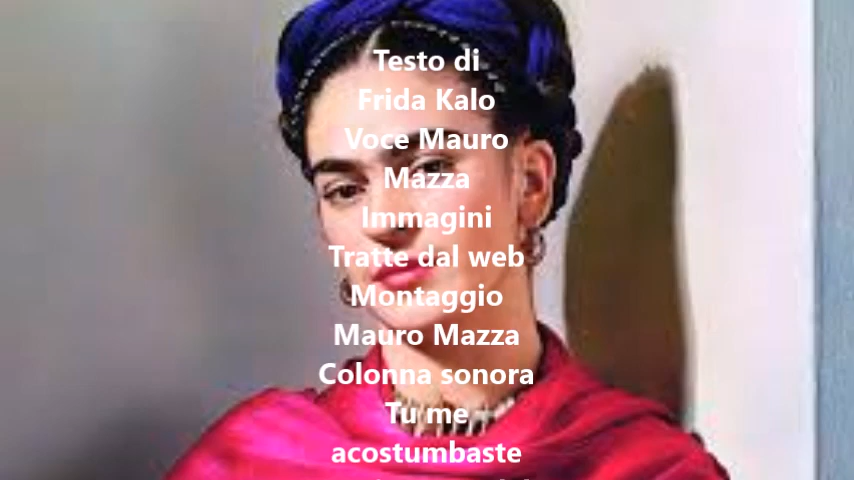 Testo di
Frida Kalo
Voce Mauro
Mazza
Immagini
Tratte dal web
Montaggio
Mauro Mazza
Colonna sonora
Tu me
acostumbaste